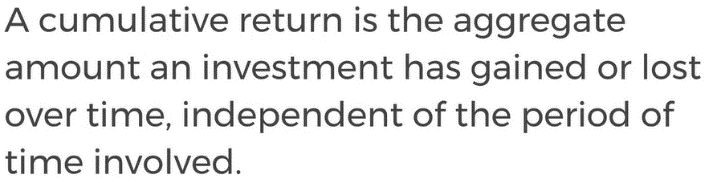 A cumulative return is the aggregate
amount an investment has gained or lost
over time, independent of the period of
time involved.